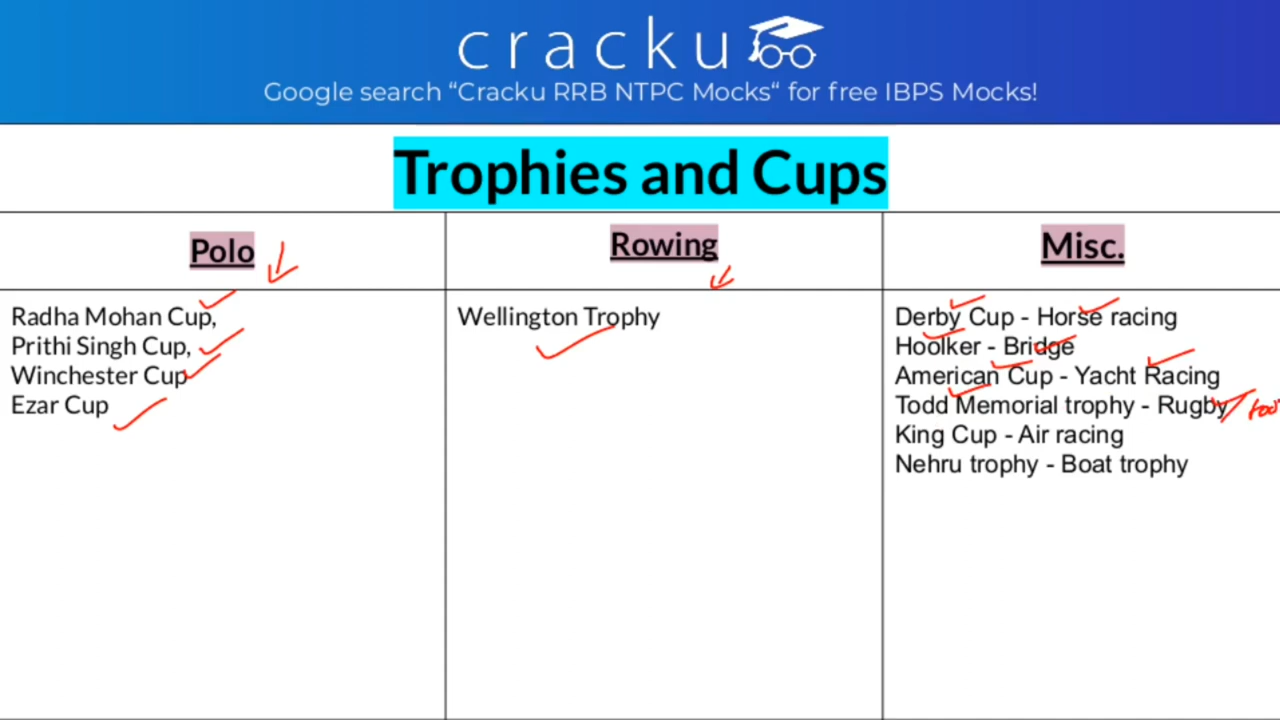 cracku
Google search “Cracku RRB NTPC Mocks“ for free IBPS Mocks!
Trophies and Cups
Polo
Radha Mohan Cup,
Prithi Singh Cup,
Winchester Cup
Ezar Cup
Rowing
Wellington Trophy
Misc.
Derby Cup - Horse racing
Hoolker - Bridge
American Cup - Yacht Racing
Todd Memorial trophy - Rugby
King Cup - Air racing
Nehru trophy - Boat trophy